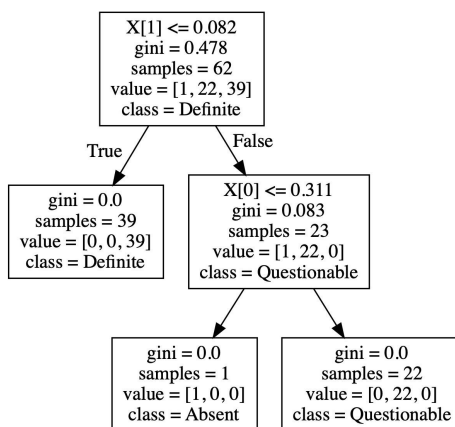 X[1] <= 0.082
gini = 0.478
samples = 62
value = [1, 22, 39]
class = Definite
True
False
gini = 0.0
samples = 39
value = [0, 0, 39]
class = Definite
X[0] <= 0.311
gini = 0.083
samples = 23
value = [1, 22, 0]
class = Questionable
gini = 0.0
samples = 1
value = [1, 0, 0]
class = Absent
gini = 0.0
samples = 22
value = [0, 22, 0]
class = Questionable